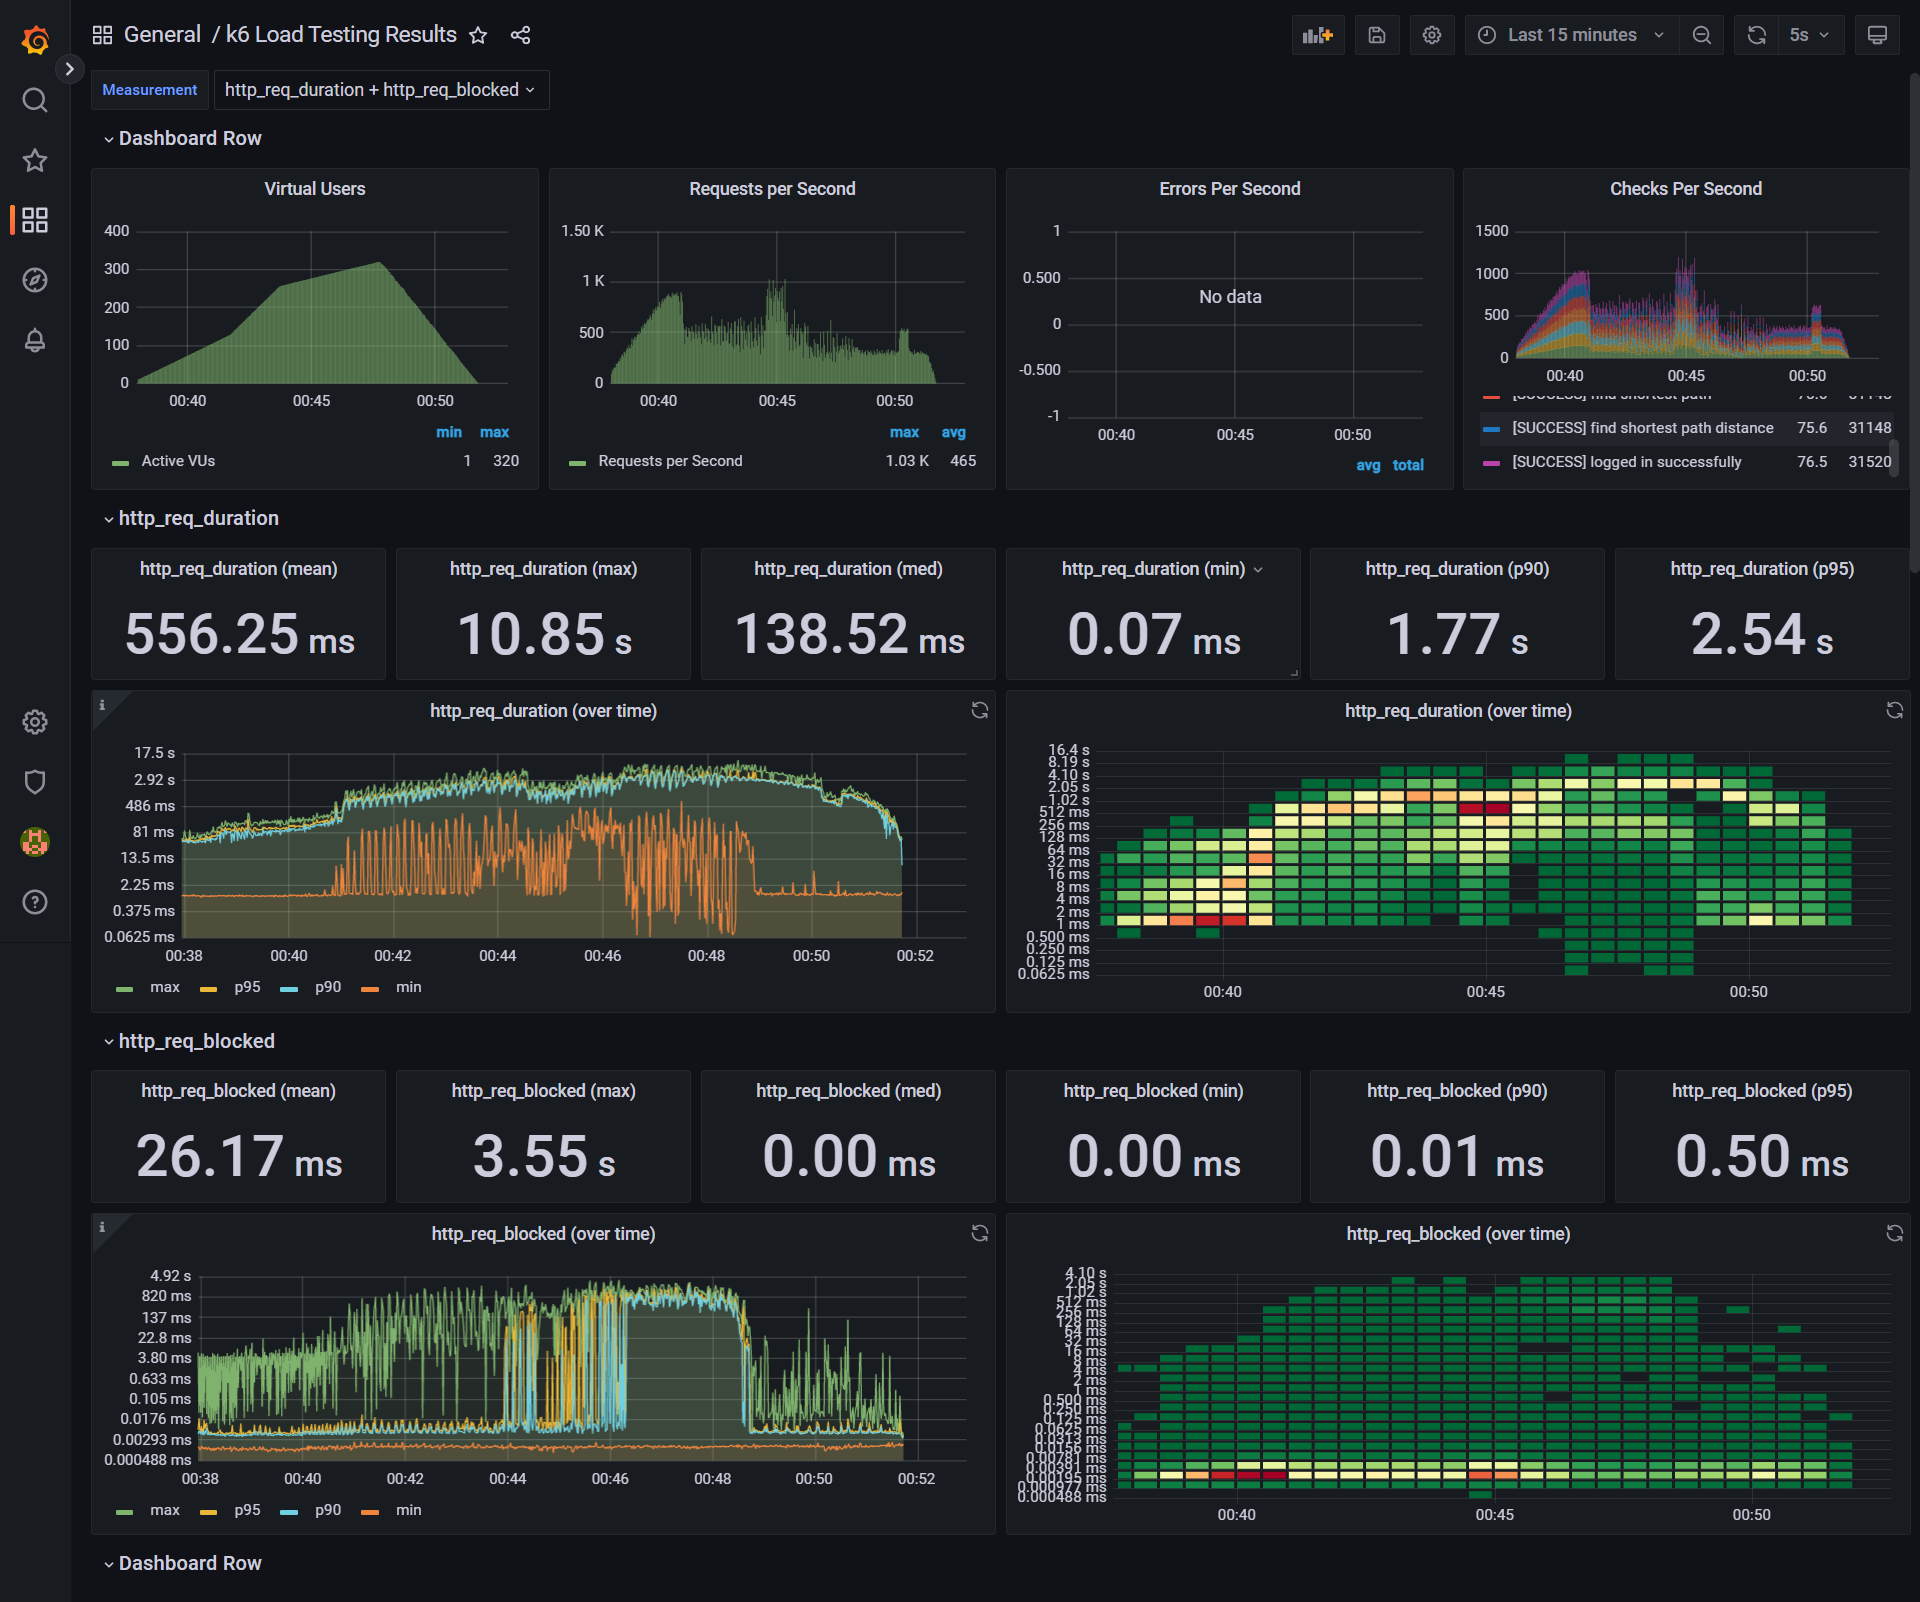 General / k6 Load Testing Results
Last 15 minutes
5s
Measurement
http_req_duration + http_req_blocked
Dashboard Row
Virtual Users
400
300
200
100
0
00:40 00:45 00:50
min max
Active VUs 1 320
Requests per Second
1.50 K
1 K
500
0
00:40 00:45 00:50
max avg
Requests per Second 1.03 K 465
Errors Per Second
1
0.500
0
-0.500
-1
No data
00:40 00:45 00:50
avg total
Checks Per Second
1500
1000
500
0
00:40 00:45 00:50
[SUCCESS] find shortest path
[SUCCESS] find shortest path distance 75.6 31148
[SUCCESS] logged in successfully 76.5 31520
http_req_duration
http_req_duration (mean)
556.25 ms
http_req_duration (max)
10.85 s
http_req_duration (med)
138.52 ms
http_req_duration (min)
0.07 ms
http_req_duration (p90)
1.77 s
http_req_duration (p95)
2.54 s
http_req_duration (over time)
17.5 s
2.92 s
486 ms
81 ms
13.5 ms
2.25 ms
0.375 ms
0.0625 ms
00:38 00:40 00:42 00:44 00:46 00:48 00:50 00:52
max p95 p90 min
http_req_duration (over time)
16.4 s
8.19 s
4.10 s
2.05 s
1.02 s
512 ms
256 ms
128 ms
64 ms
32 ms
16 ms
8 ms
4 ms
2 ms
1 ms
0.500 ms
0.250 ms
0.125 ms
0.0625 ms
00:40 00:45 00:50
http_req_blocked
http_req_blocked (mean)
26.17 ms
http_req_blocked (max)
3.55 s
http_req_blocked (med)
0.00 ms
http_req_blocked (min)
0.00 ms
http_req_blocked (p90)
0.01 ms
http_req_blocked (p95)
0.50 ms
http_req_blocked (over time)
4.92 s
820 ms
137 ms
22.8 ms
3.80 ms
0.633 ms
0.105 ms
0.0176 ms
0.00293 ms
0.000488 ms
00:38 00:40 00:42 00:44 00:46 00:48 00:50 00:52
max p95 p90 min
http_req_blocked (over time)
4.10 s
2.05 s
1.02 s
512 ms
256 ms
128 ms
64 ms
32 ms
16 ms
8 ms
4 ms
2 ms
1 ms
0.500 ms
0.250 ms
0.125 ms
0.0625 ms
0.0313 ms
0.0156 ms
0.00781 ms
0.00391 ms
0.00195 ms
0.000977 ms
0.000488 ms
00:40 00:45 00:50
Dashboard Row